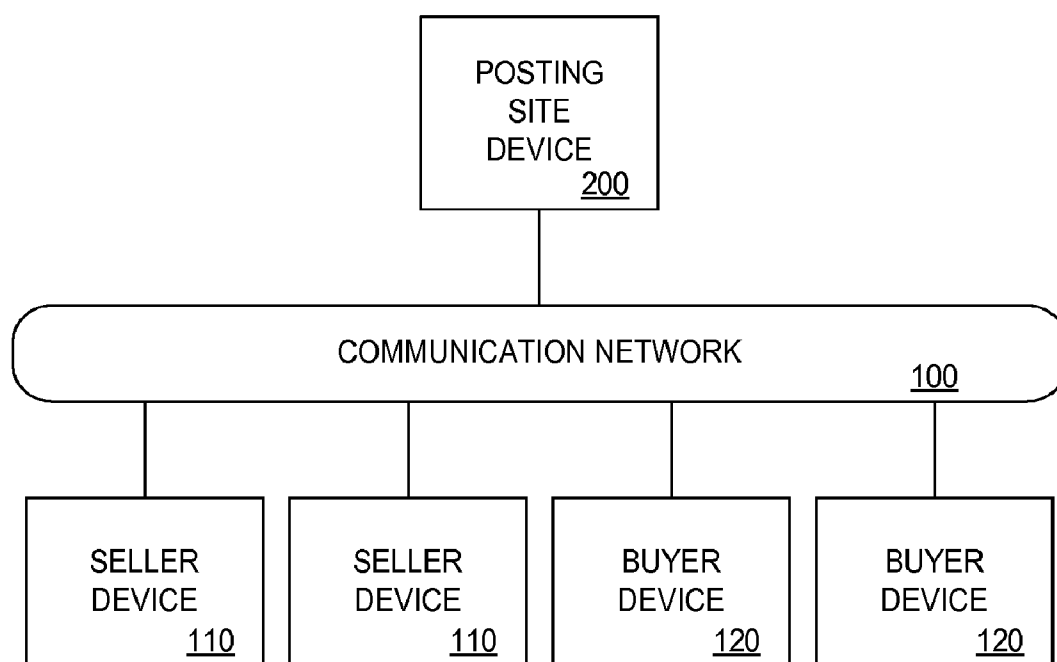 POSTING
SITE
DEVICE
200
COMMUNICATION NETWORK
100
SELLER
DEVICE
110
SELLER
DEVICE
110
BUYER
DEVICE
120
BUYER
DEVICE
120